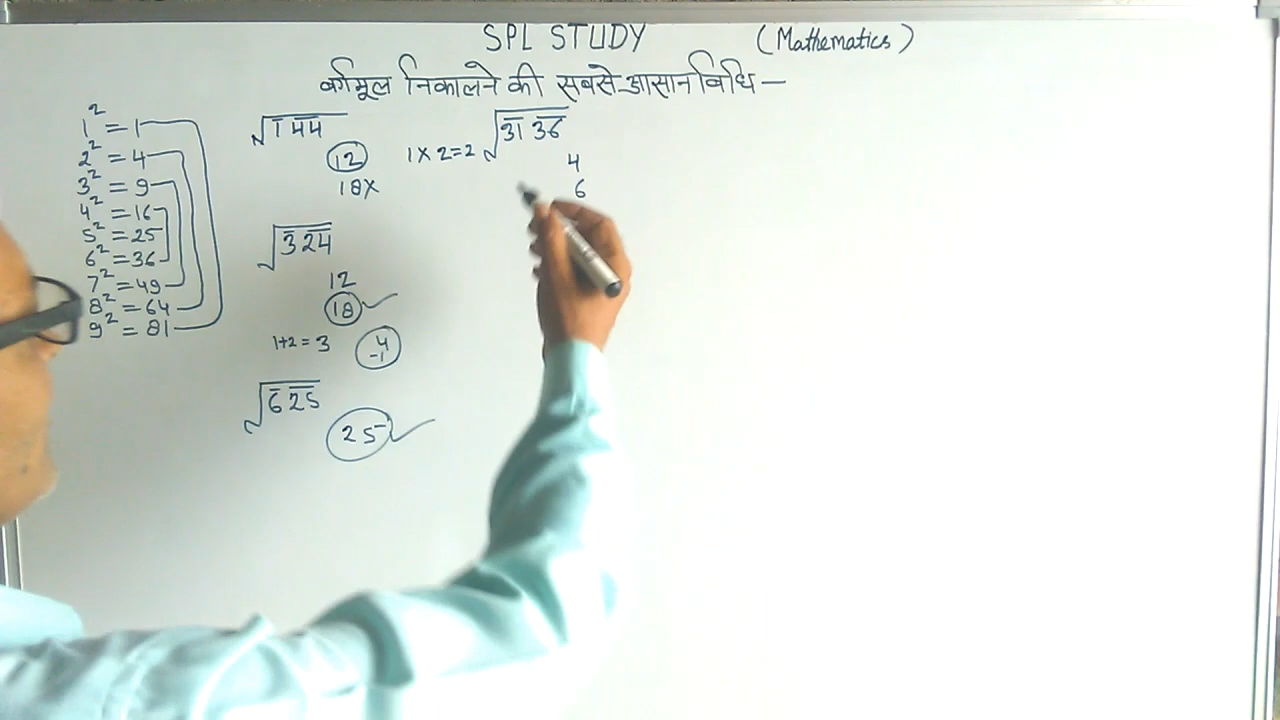 SPL STUDY (Mathematics)
वर्गमूल निकालने की सबसे आसान विधि —
1² = 1
2² = 4
3² = 9
4² = 16
5² = 25
6² = 36
7² = 49
8² = 64
9² = 81
√144
12
18x
√324
12
18 ✓
1+2 = 3
4
-1
√625
25 ✓
1 x 2=2 √3136
4
6